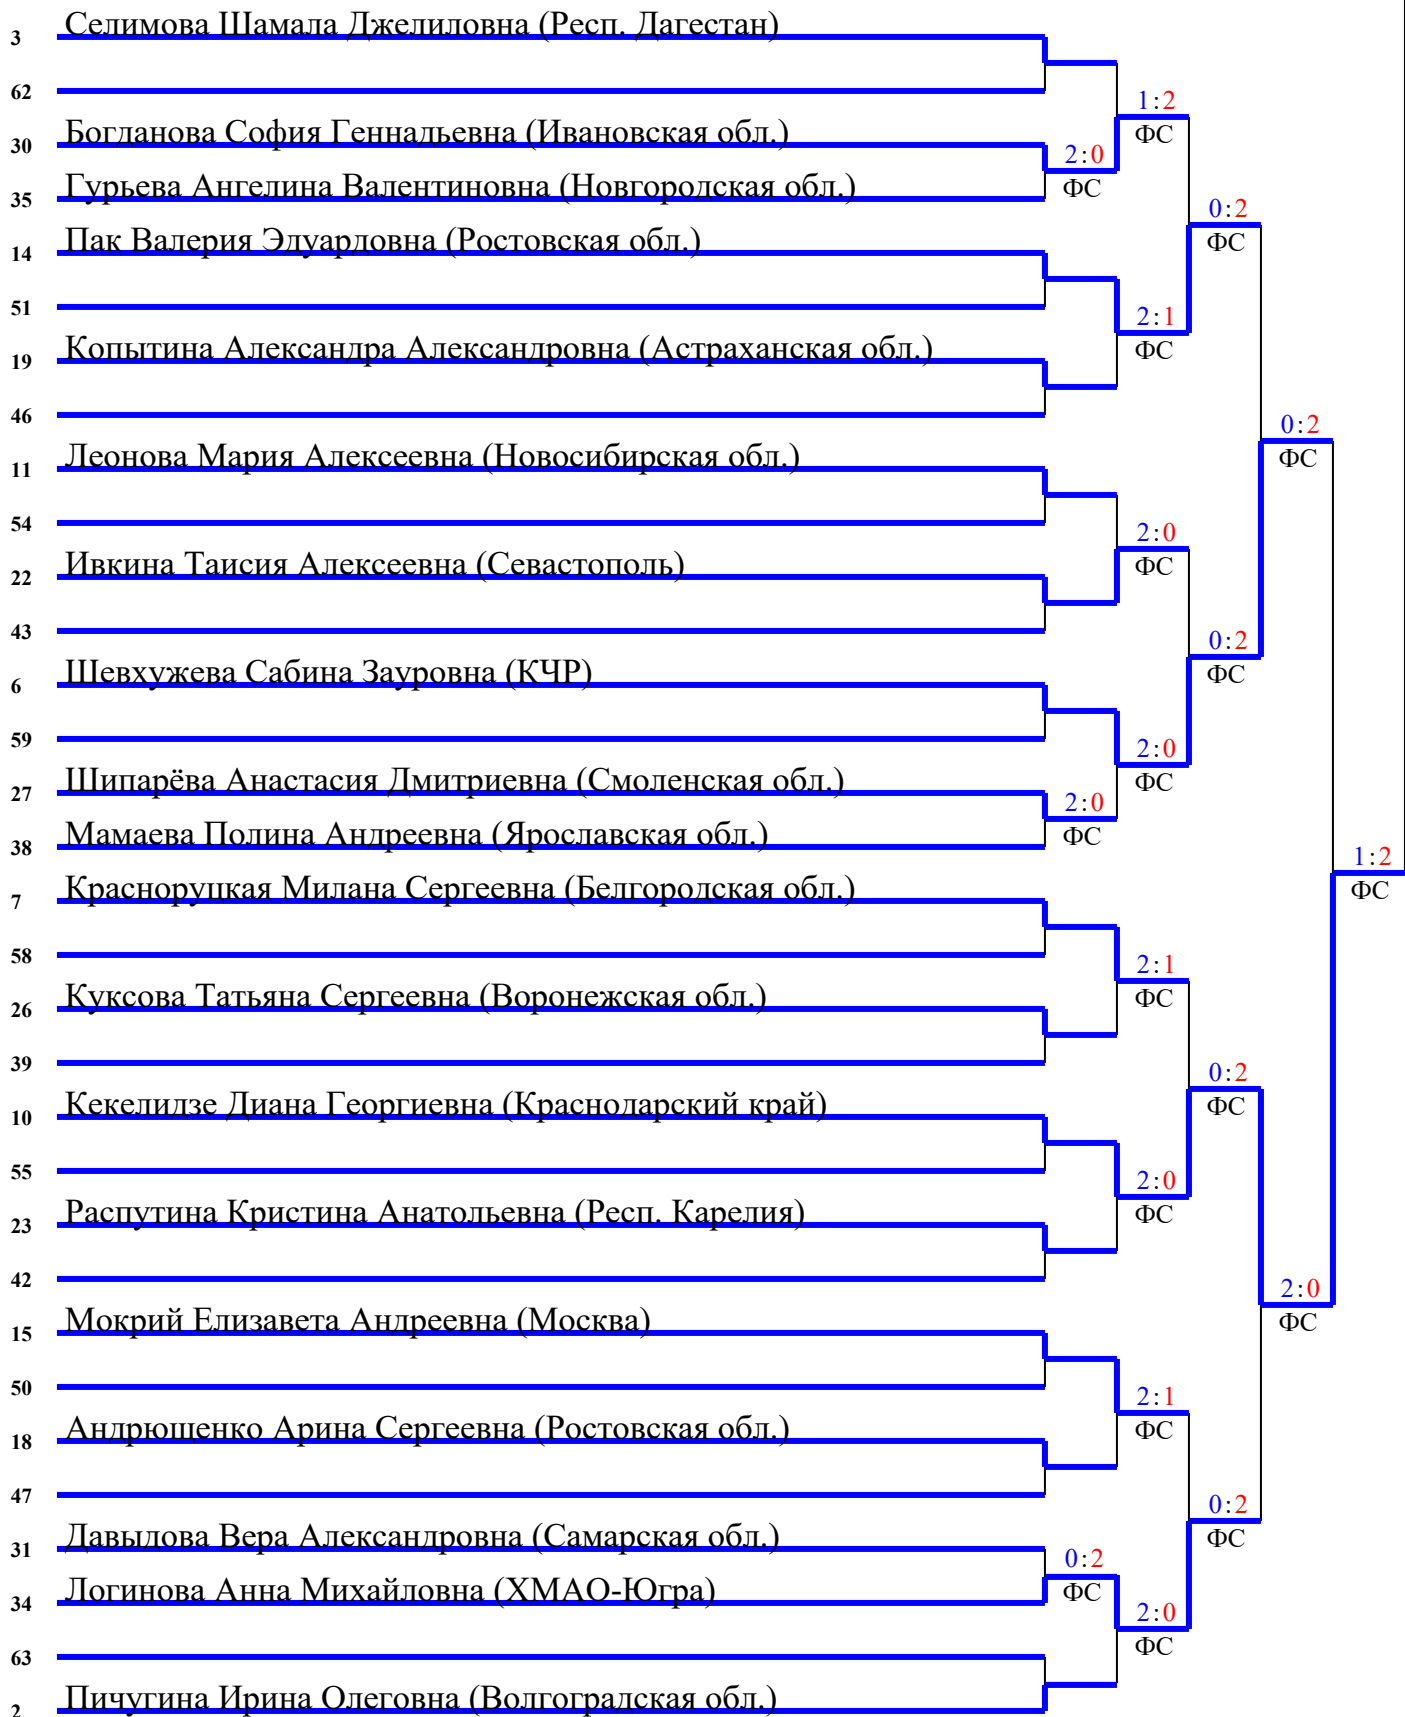 3 Селимова Шамала Джелиловна (Респ. Дагестан)
62
1:2
30 Богданова София Геннадьевна (Ивановская обл.)
ФС
2:0
35 Гурьева Ангелина Валентиновна (Новгородская обл.)
ФС
0:2
14 Пак Валерия Эдуардовна (Ростовская обл.)
ФС
51
2:1
19 Копытина Александра Александровна (Астраханская обл.)
ФС
46
0:2
11 Леонова Мария Алексеевна (Новосибирская обл.)
ФС
54
2:0
22 Ивкина Таисия Алексеевна (Севастополь)
ФС
43
0:2
6 Шевхужева Сабина Зауровна (КЧР)
ФС
59
2:0
27 Шипарёва Анастасия Дмитриевна (Смоленская обл.)
ФС
2:0
38 Мамаева Полина Андреевна (Ярославская обл.)
ФС
1:2
7 Красноруцкая Милана Сергеевна (Белгородская обл.)
ФС
58
2:1
26 Куксова Татьяна Сергеевна (Воронежская обл.)
ФС
39
0:2
10 Кекелидзе Диана Георгиевна (Краснодарский край)
ФС
55
2:0
23 Распутина Кристина Анатольевна (Респ. Карелия)
ФС
42
2:0
15 Мокрий Елизавета Андреевна (Москва)
ФС
50
2:1
18 Андрющенко Арина Сергеевна (Ростовская обл.)
ФС
47
0:2
31 Давыдова Вера Александровна (Самарская обл.)
ФС
0:2
34 Логинова Анна Михайловна (ХМАО-Югра)
ФС
2:0
63
ФС
2 Пичугина Ирина Олеговна (Волгоградская обл.)